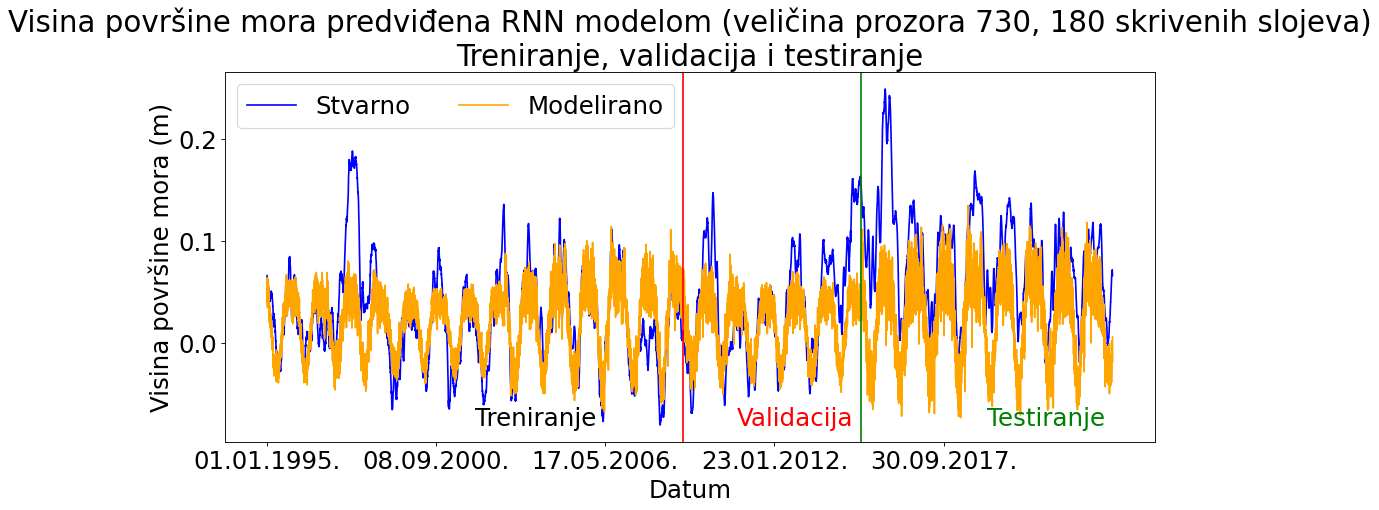 Visina površine mora predviđena RNN modelom (veličina prozora 730, 180 skrivenih slojeva)
Treniranje, validacija i testiranje
Stvarno
Modelirano
Visina površine mora (m)
0.2
0.1
0.0
Treniranje
Validacija
Testiranje
01.01.1995.
08.09.2000.
17.05.2006.
23.01.2012.
30.09.2017.
Datum